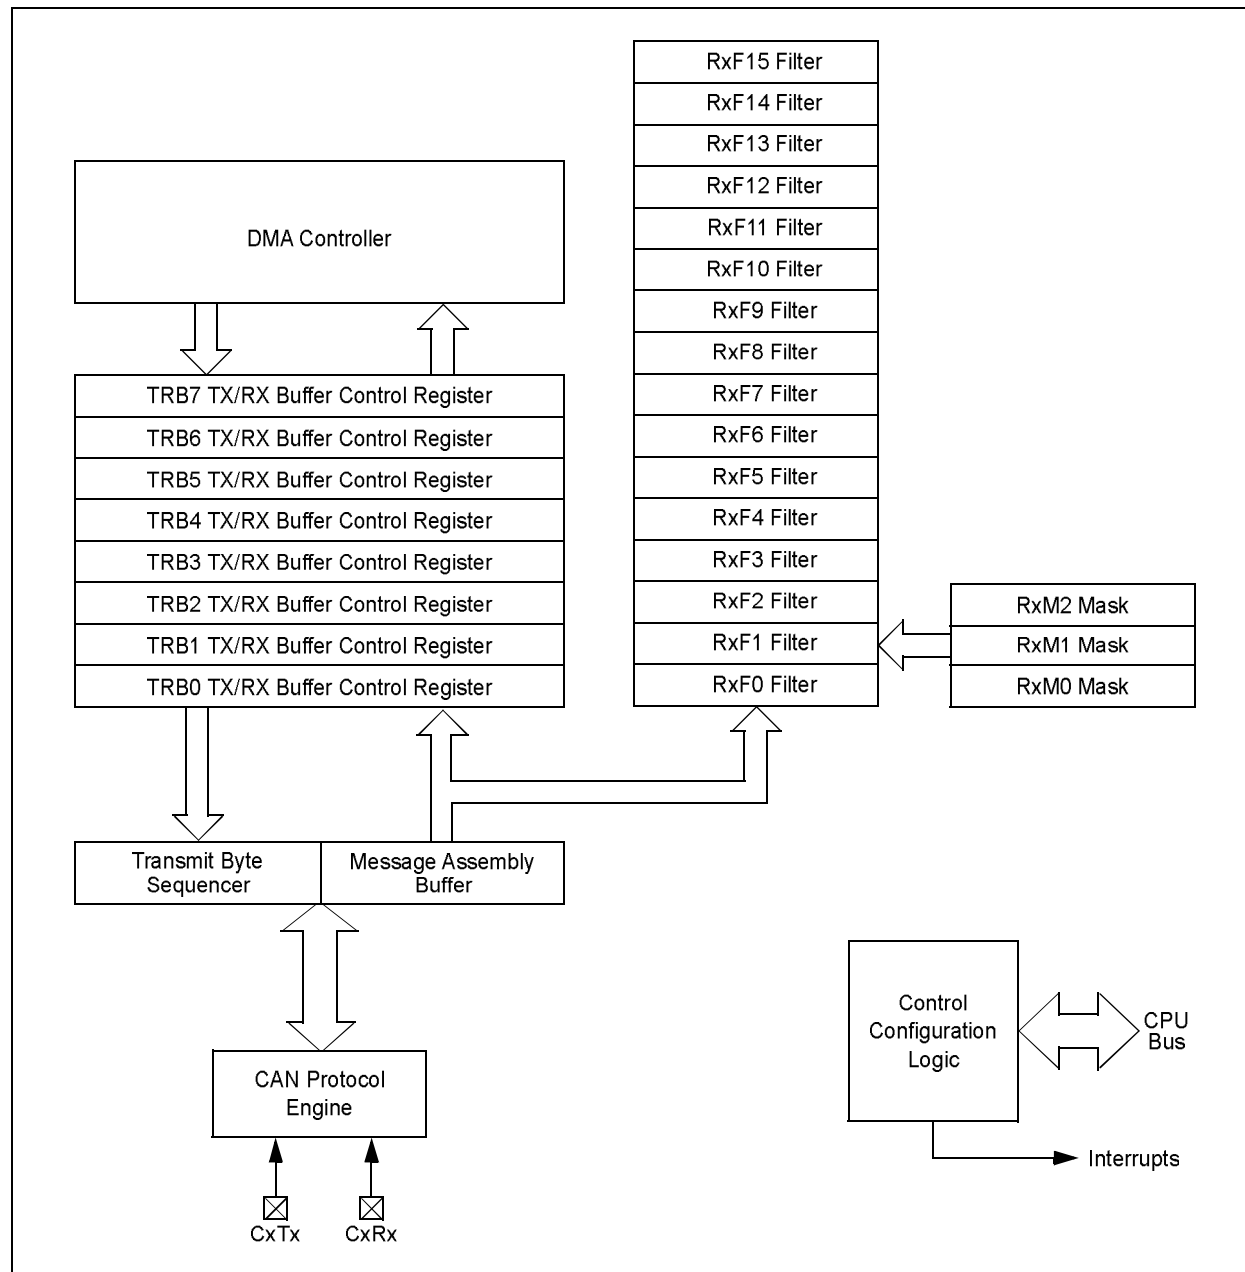 RxF15 Filter
RxF14 Filter
RxF13 Filter
RxF12 Filter
RxF11 Filter
RxF10 Filter
RxF9 Filter
RxF8 Filter
RxF7 Filter
RxF6 Filter
RxF5 Filter
RxF4 Filter
RxF3 Filter
RxF2 Filter
RxF1 Filter
RxF0 Filter
DMA Controller
TRB7 TX/RX Buffer Control Register
TRB6 TX/RX Buffer Control Register
TRB5 TX/RX Buffer Control Register
TRB4 TX/RX Buffer Control Register
TRB3 TX/RX Buffer Control Register
TRB2 TX/RX Buffer Control Register
TRB1 TX/RX Buffer Control Register
TRB0 TX/RX Buffer Control Register
RxM2 Mask
RxM1 Mask
RxM0 Mask
Transmit Byte
Sequencer
Message Assembly
Buffer
CAN Protocol
Engine
CxTx
CxRx
Control
Configuration
Logic
CPU
Bus
Interrupts